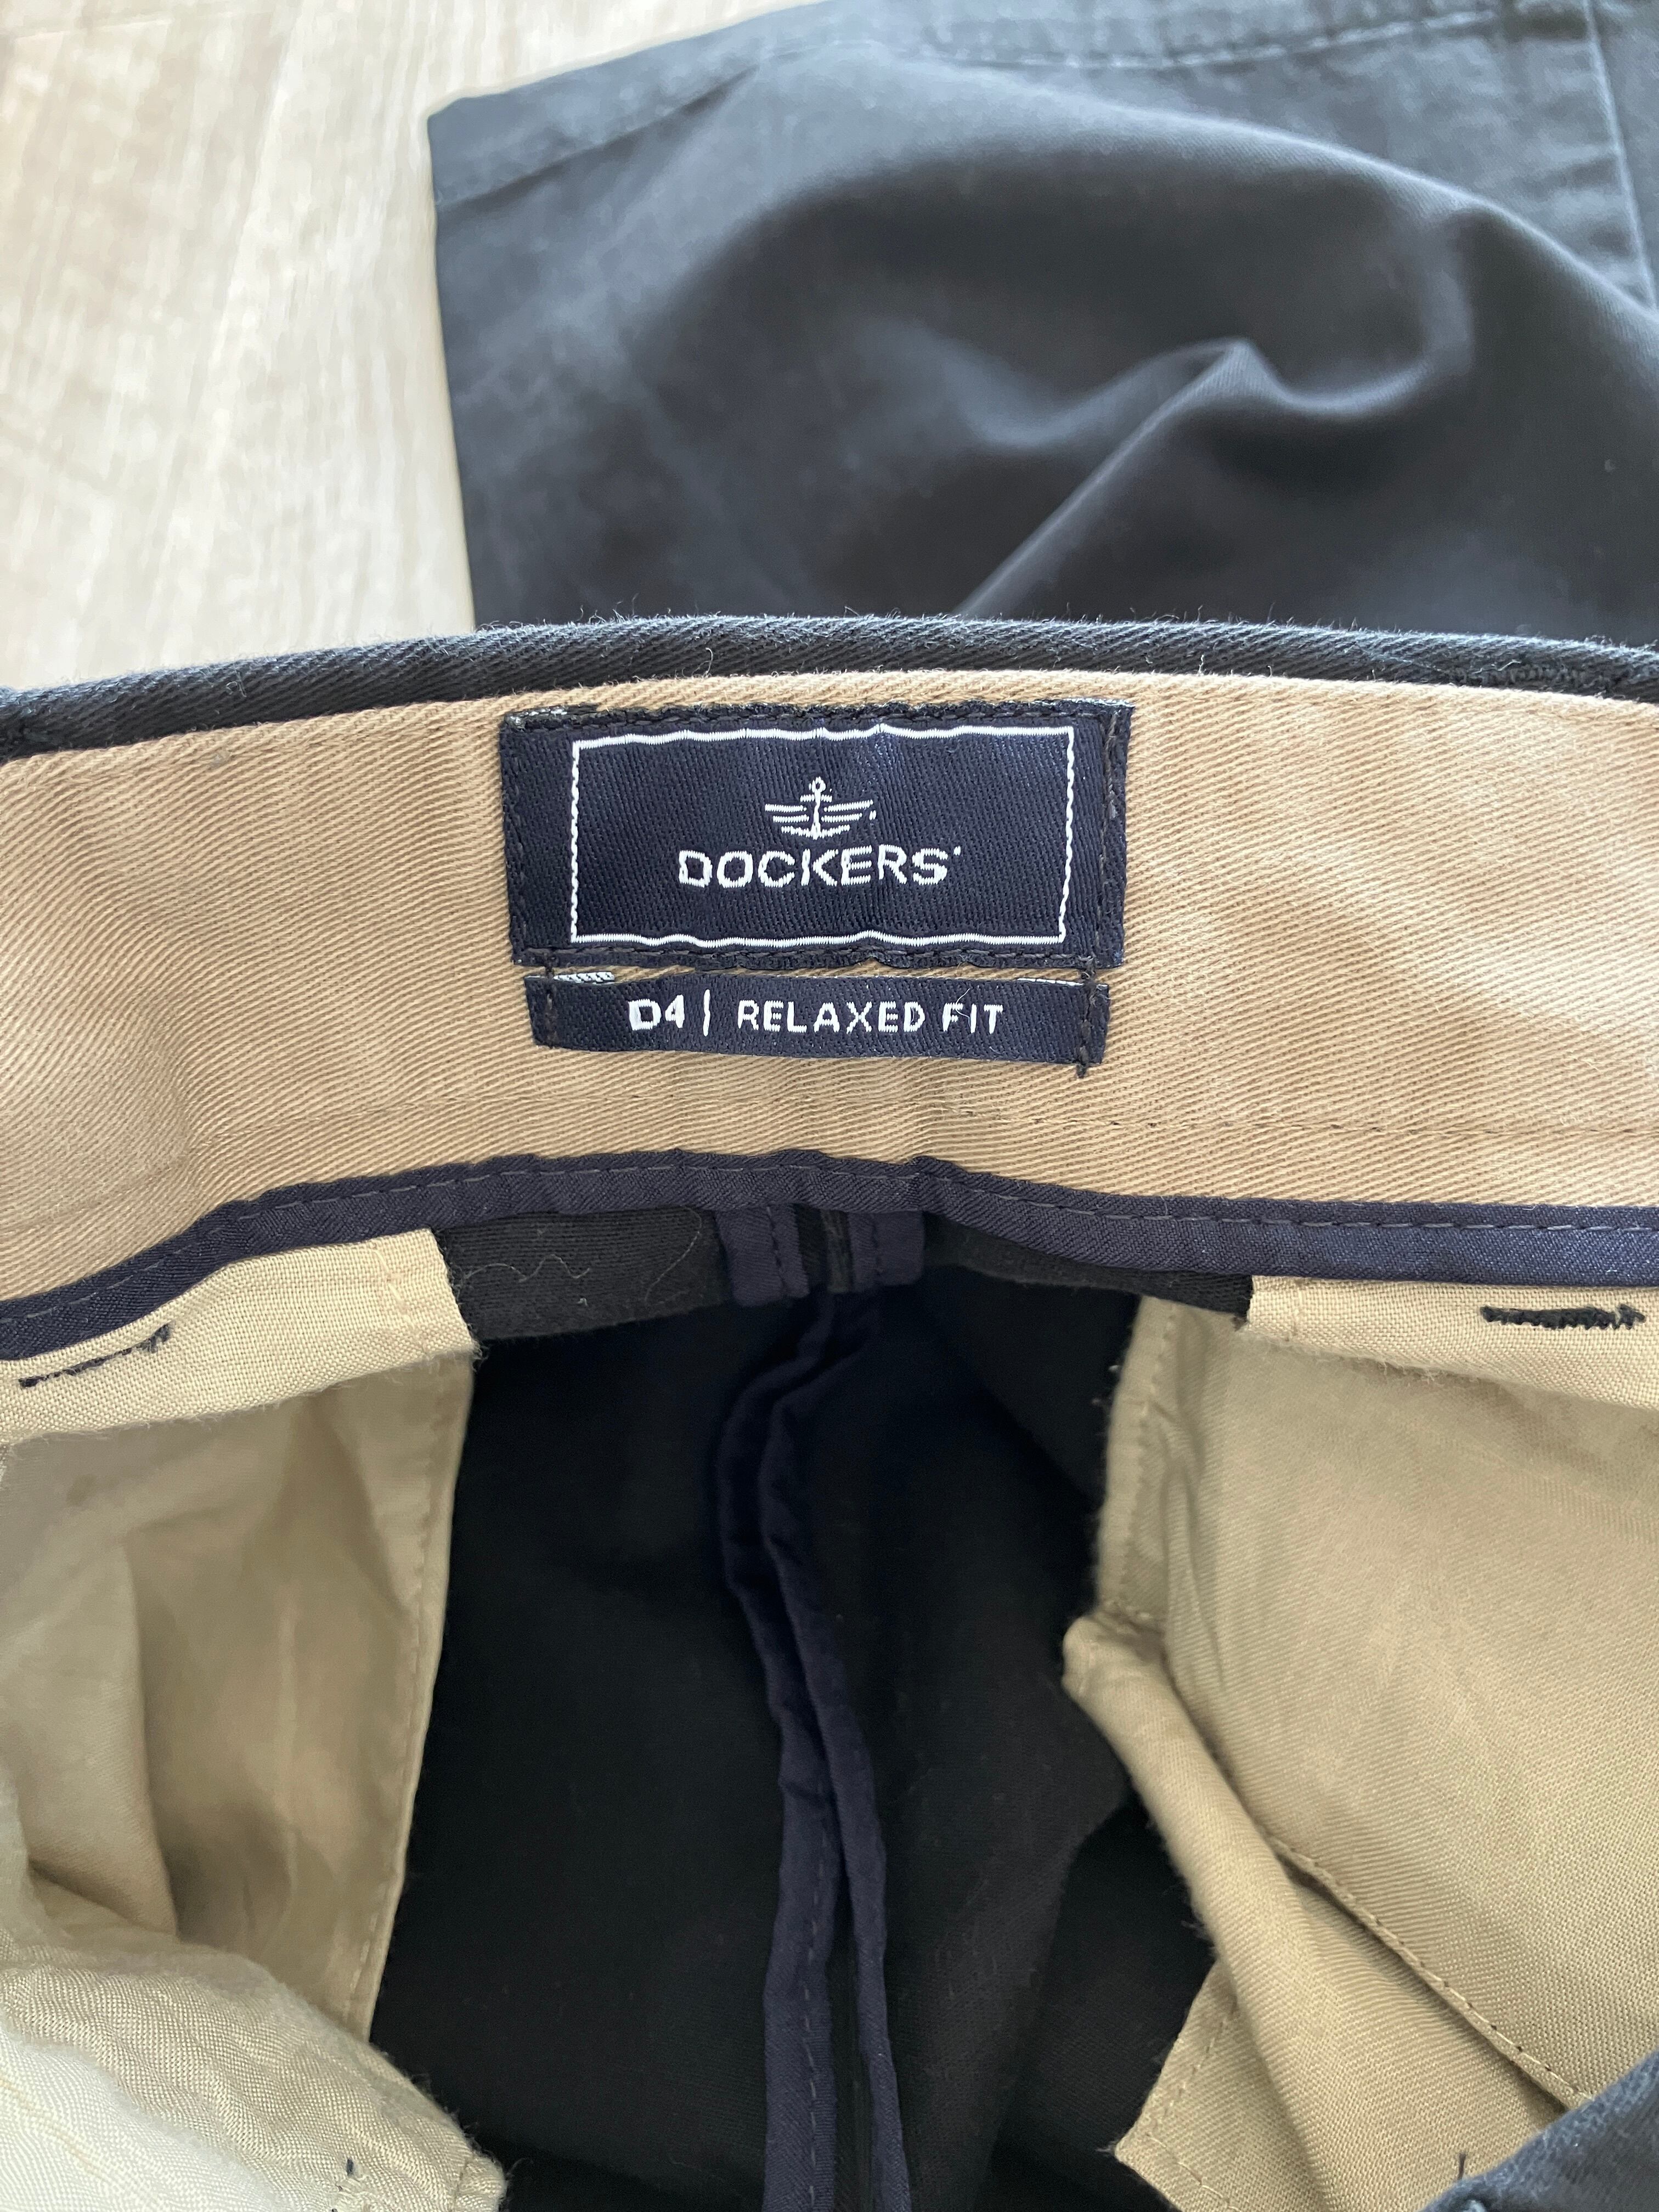 DOCKERS
D4 | RELAXED FIT